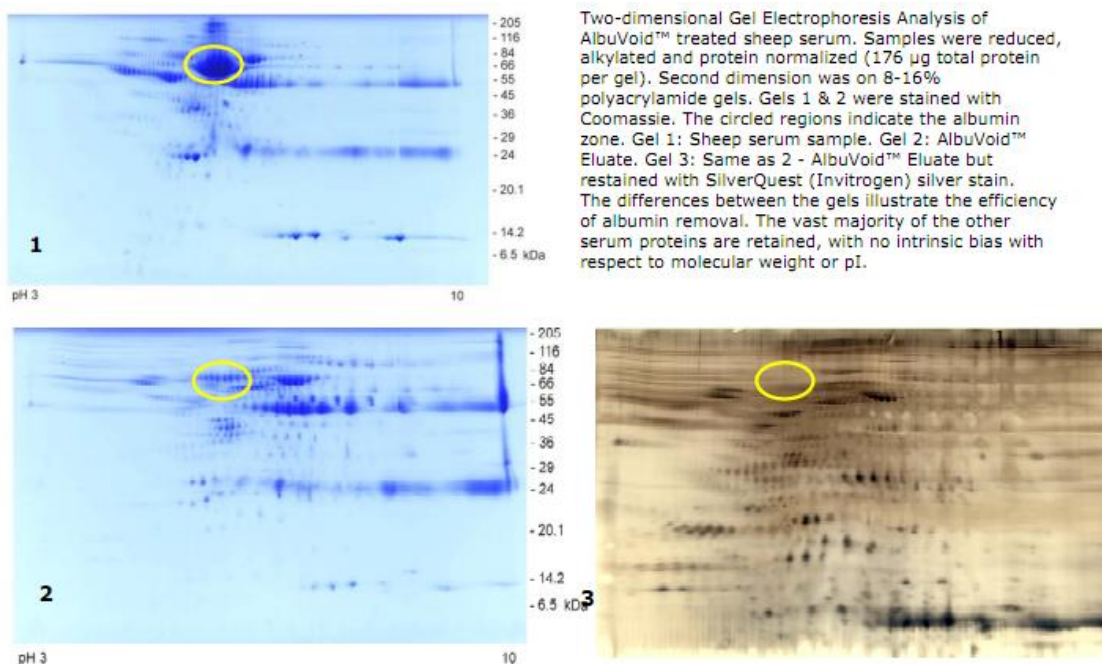 - 205
- 116
- 84
- 66
- 55
- 45
- 36
- 29
- 24
- 20.1
- 14.2
- 6.5 kDa
1
pH 3
10
Two-dimensional Gel Electrophoresis Analysis of
AlbuVoid™ treated sheep serum. Samples were reduced,
alkylated and protein normalized (176 µg total protein
per gel). Second dimension was on 8-16%
polyacrylamide gels. Gels 1 & 2 were stained with
Coomassie. The circled regions indicate the albumin
zone. Gel 1: Sheep serum sample. Gel 2: AlbuVoid™
Eluate. Gel 3: Same as 2 - AlbuVoid™ Eluate but
restained with SilverQuest (Invitrogen) silver stain.
The differences between the gels illustrate the efficiency
of albumin removal. The vast majority of the other
serum proteins are retained, with no intrinsic bias with
respect to molecular weight or pI.
- 205
- 116
- 84
- 66
- 55
- 45
- 36
- 29
- 24
- 20.1
- 14.2
- 6.5 kDa
2
pH 3
10
3